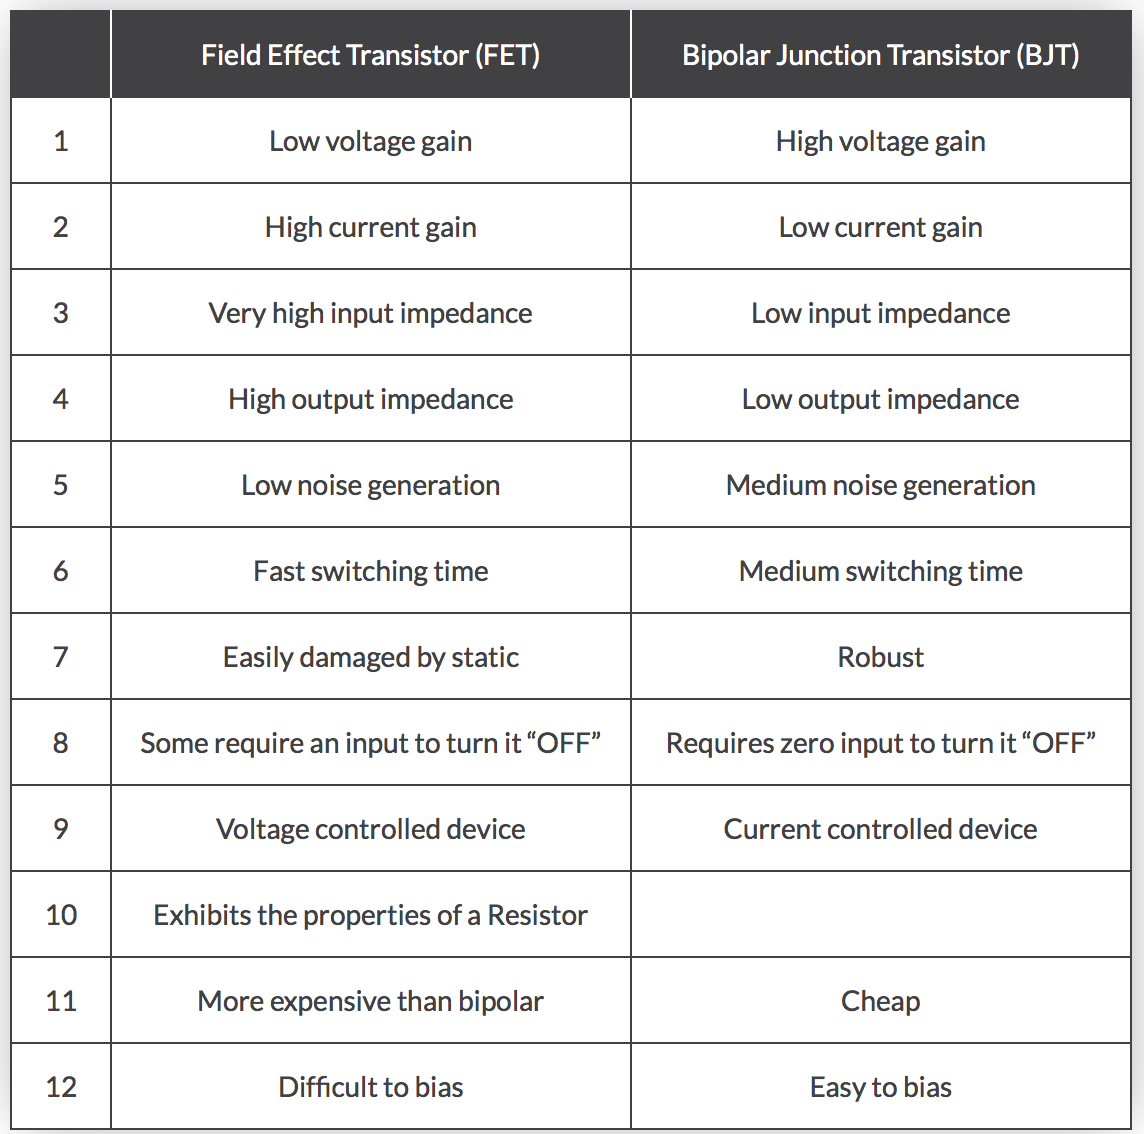 Field Effect Transistor (FET) Bipolar Junction Transistor (BJT)
1 Low voltage gain High voltage gain
2 High current gain Low current gain
3 Very high input impedance Low input impedance
4 High output impedance Low output impedance
5 Low noise generation Medium noise generation
6 Fast switching time Medium switching time
7 Easily damaged by static Robust
8 Some require an input to turn it “OFF” Requires zero input to turn it “OFF”
9 Voltage controlled device Current controlled device
10 Exhibits the properties of a Resistor
11 More expensive than bipolar Cheap
12 Difficult to bias Easy to bias